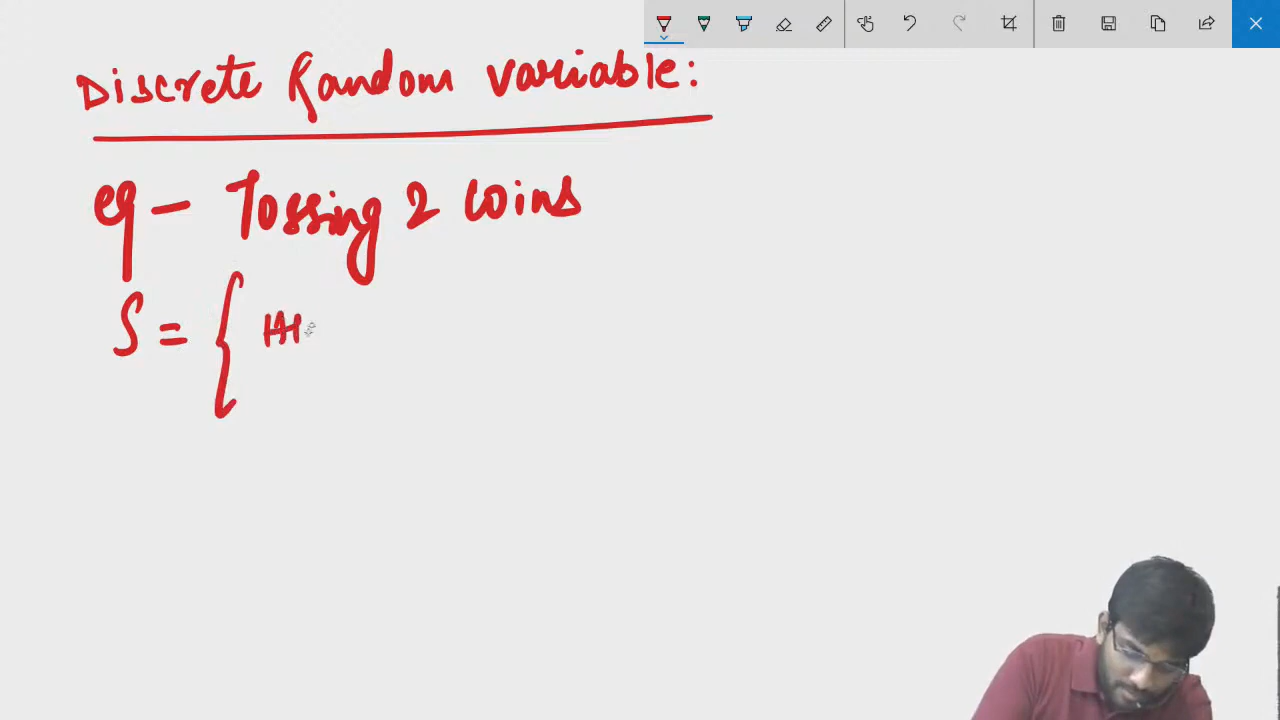 Discrete Random variable:
eg - Tossing 2 coins
S = { HH